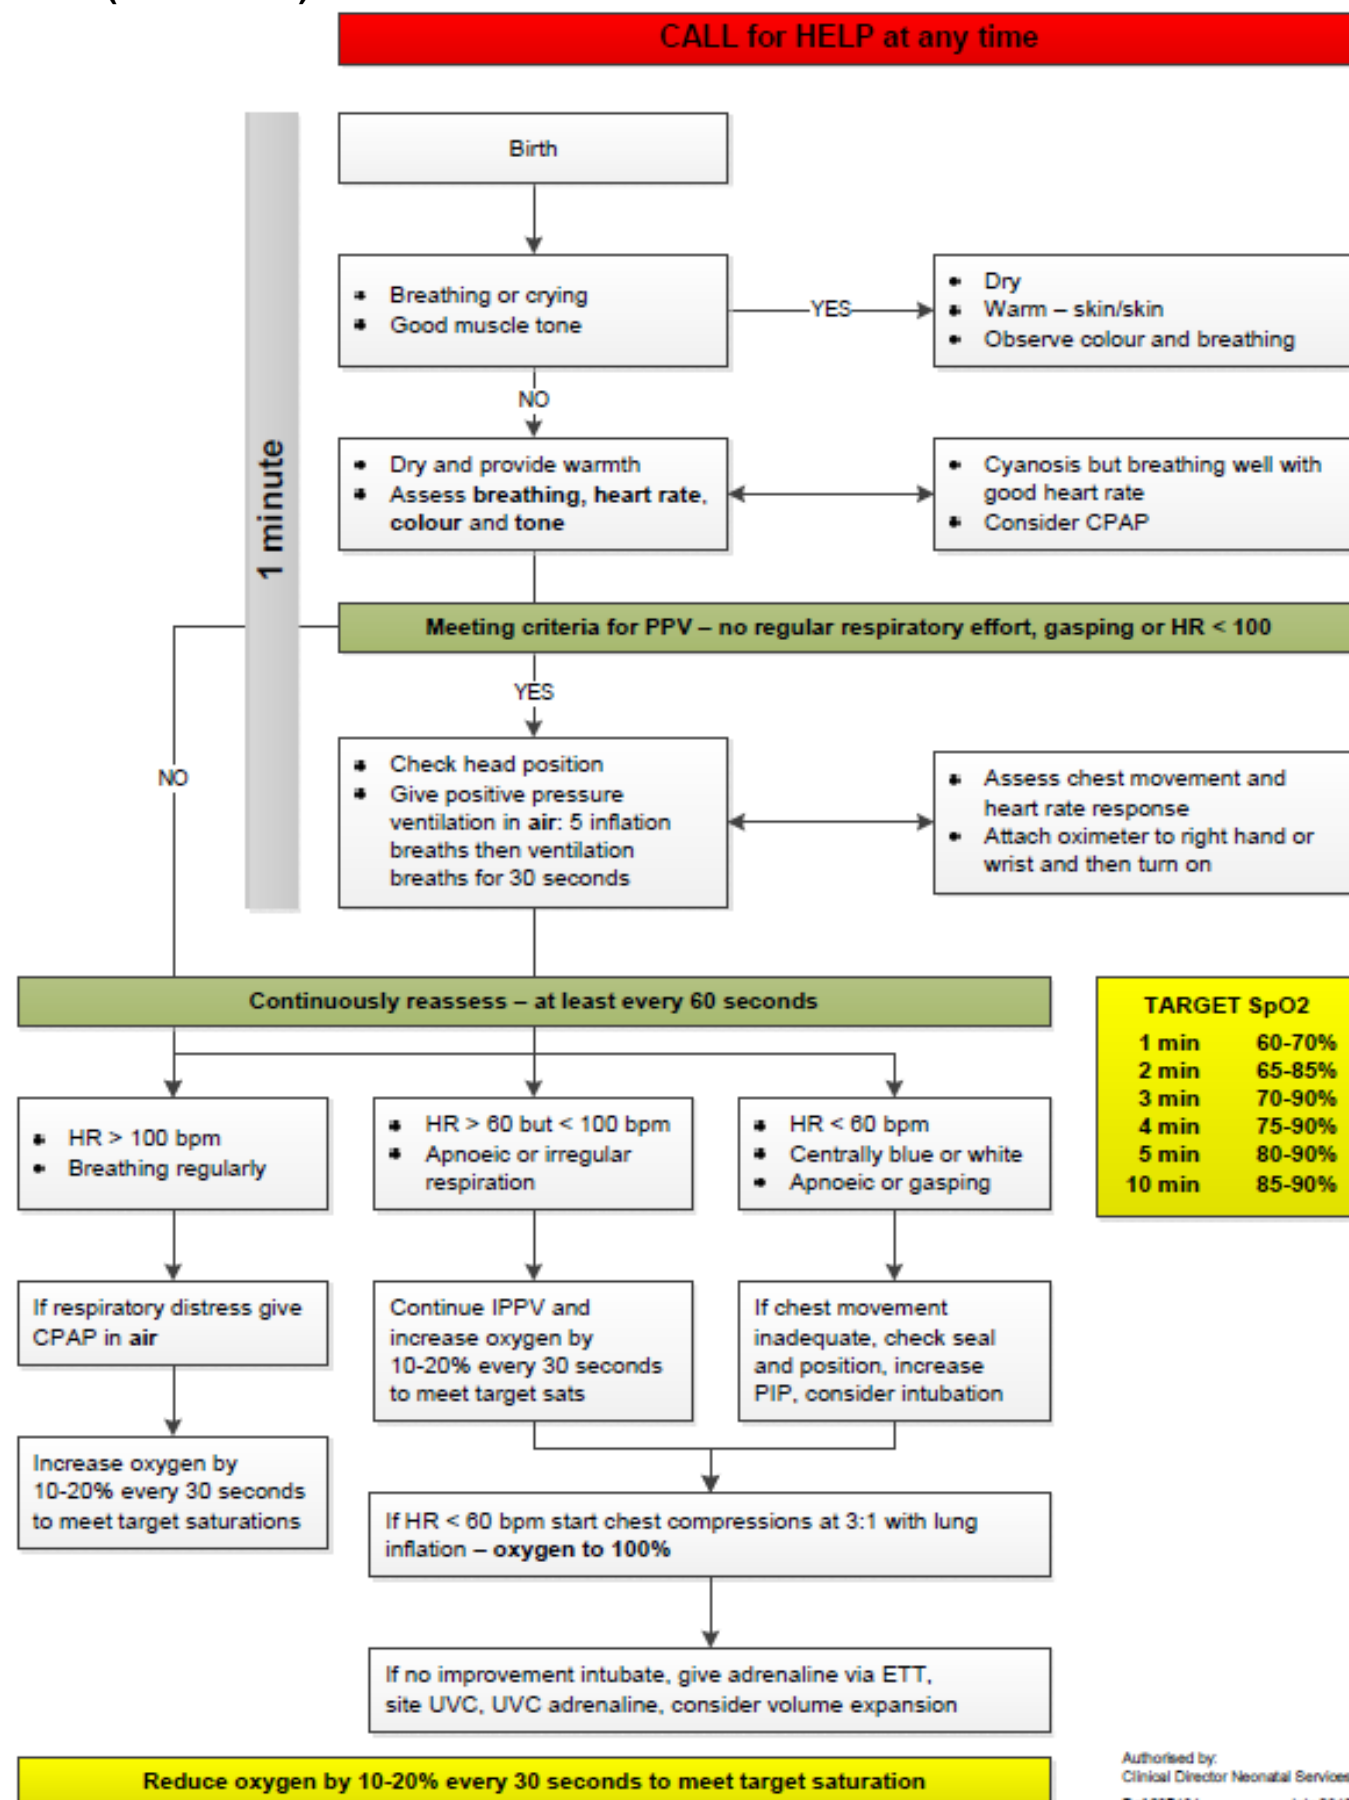 CALL for HELP at any time
Birth
1 minute
Breathing or crying
Good muscle tone
YES
Dry
Warm – skin/skin
Observe colour and breathing
NO
Dry and provide warmth
Assess breathing, heart rate,
colour and tone
Cyanosis but breathing well with
good heart rate
Consider CPAP
Meeting criteria for PPV – no regular respiratory effort, gasping or HR < 100
YES
NO
Check head position
Give positive pressure
ventilation in air: 5 inflation
breaths then ventilation
breaths for 30 seconds
Assess chest movement and
heart rate response
Attach oximeter to right hand or
wrist and then turn on
Continuously reassess – at least every 60 seconds
TARGET SpO2
1 min 60-70%
2 min 65-85%
3 min 70-90%
4 min 75-90%
5 min 80-90%
10 min 85-90%
HR > 100 bpm
Breathing regularly
HR > 60 but < 100 bpm
Apnoeic or irregular
respiration
HR < 60 bpm
Centrally blue or white
Apnoeic or gasping
If respiratory distress give
CPAP in air
Continue IPPV and
increase oxygen by
10-20% every 30 seconds
to meet target sats
If chest movement
inadequate, check seal
and position, increase
PIP, consider intubation
Increase oxygen by
10-20% every 30 seconds
to meet target saturations
If HR < 60 bpm start chest compressions at 3:1 with lung
inflation – oxygen to 100%
If no improvement intubate, give adrenaline via ETT,
site UVC, UVC adrenaline, consider volume expansion
Reduce oxygen by 10-20% every 30 seconds to meet target saturation
Authorised by:
Clinical Director Neonatal Services